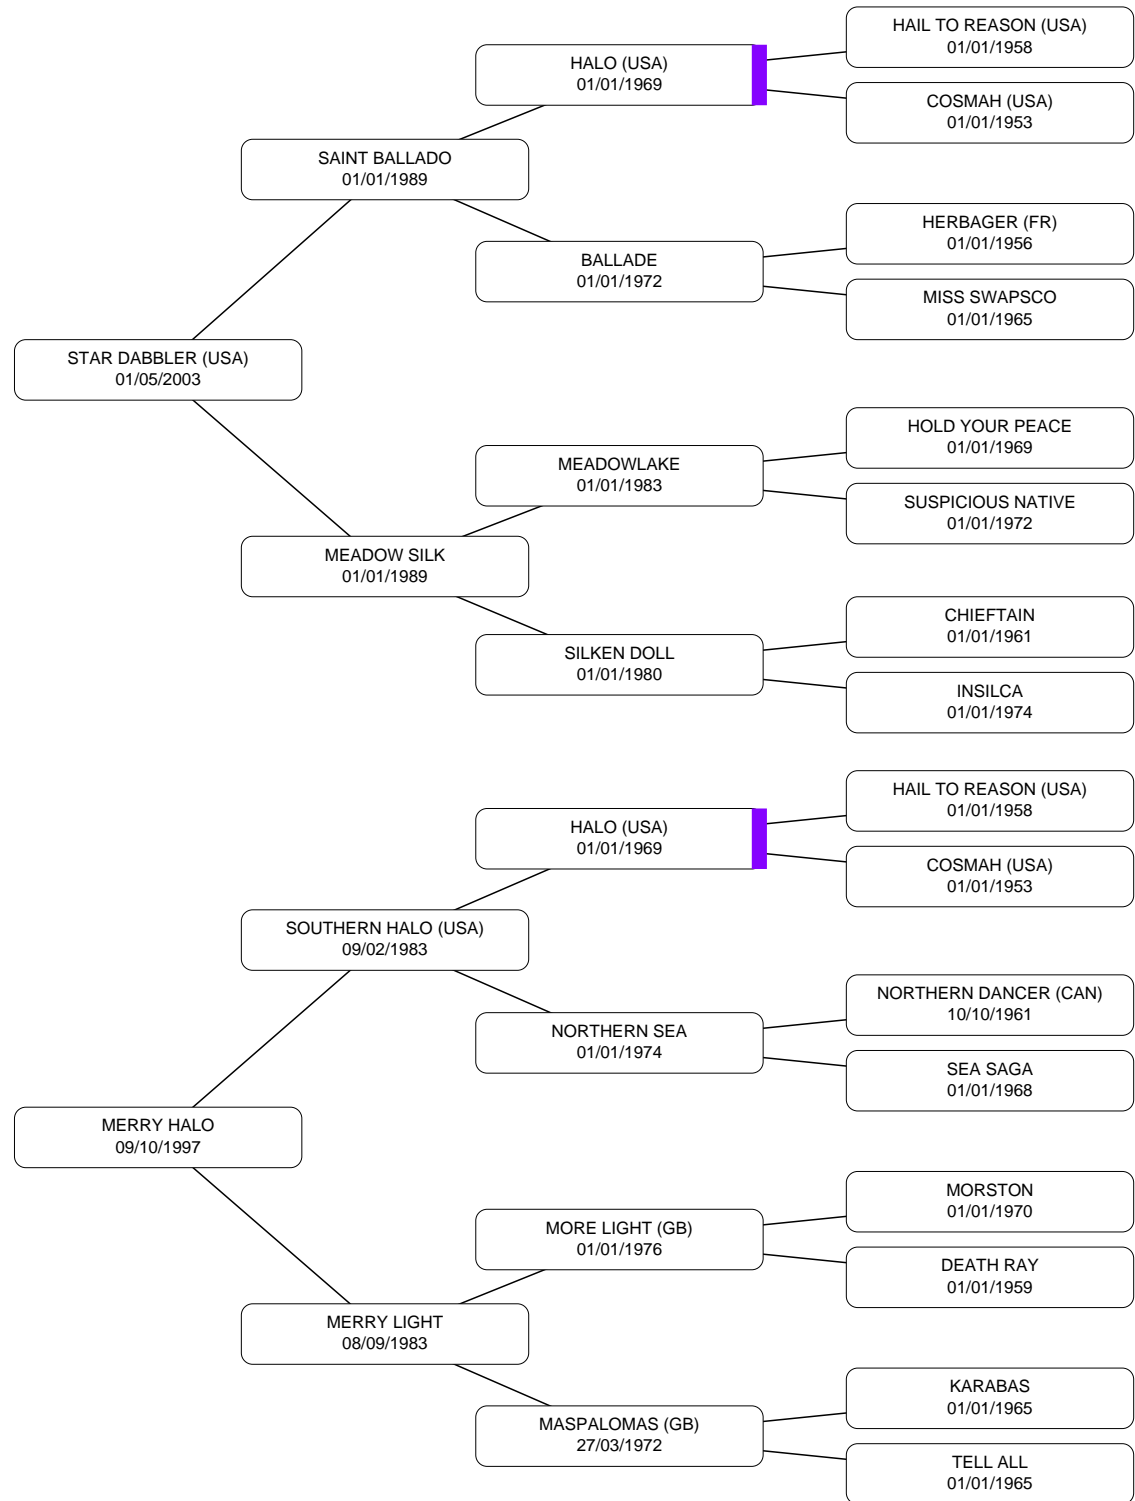 HAIL TO REASON (USA)
01/01/1958
HALO (USA)
01/01/1969
COSMAH (USA)
01/01/1953
SAINT BALLADO
01/01/1989
HERBAGER (FR)
01/01/1956
BALLADE
01/01/1972
MISS SWAPSCO
01/01/1965
STAR DABBLER (USA)
01/05/2003
HOLD YOUR PEACE
01/01/1969
MEADOWLAKE
01/01/1983
SUSPICIOUS NATIVE
01/01/1972
MEADOW SILK
01/01/1989
CHIEFTAIN
01/01/1961
SILKEN DOLL
01/01/1980
INSILCA
01/01/1974
HAIL TO REASON (USA)
01/01/1958
HALO (USA)
01/01/1969
COSMAH (USA)
01/01/1953
SOUTHERN HALO (USA)
09/02/1983
NORTHERN DANCER (CAN)
10/10/1961
NORTHERN SEA
01/01/1974
SEA SAGA
01/01/1968
MERRY HALO
09/10/1997
MORSTON
01/01/1970
MORE LIGHT (GB)
01/01/1976
DEATH RAY
01/01/1959
MERRY LIGHT
08/09/1983
KARABAS
01/01/1965
MASPALOMAS (GB)
27/03/1972
TELL ALL
01/01/1965